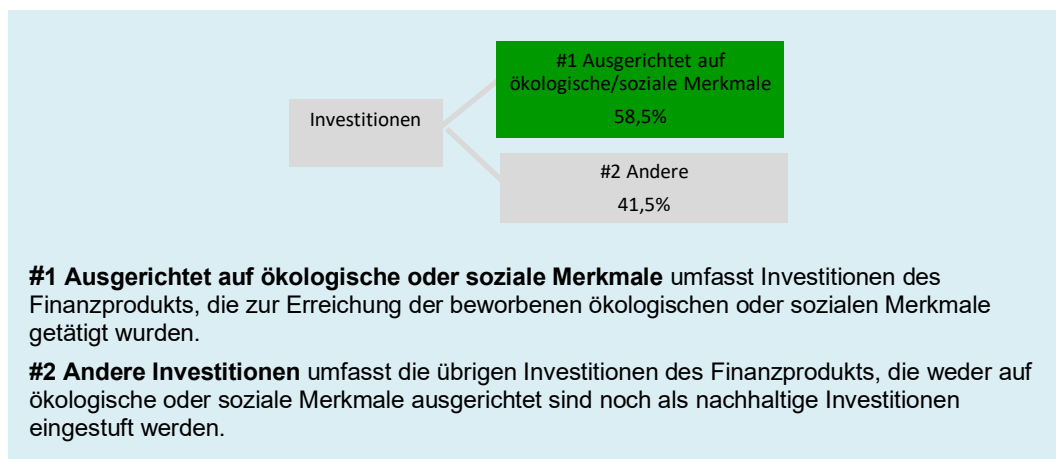 #1 Ausgerichtet auf
ökologische/soziale Merkmale
58,5%
Investitionen
#2 Andere
41,5%
#1 Ausgerichtet auf ökologische oder soziale Merkmale umfasst Investitionen des
Finanzprodukts, die zur Erreichung der beworbenen ökologischen oder sozialen Merkmale
getätigt wurden.
#2 Andere Investitionen umfasst die übrigen Investitionen des Finanzprodukts, die weder auf
ökologische oder soziale Merkmale ausgerichtet sind noch als nachhaltige Investitionen
eingestuft werden.